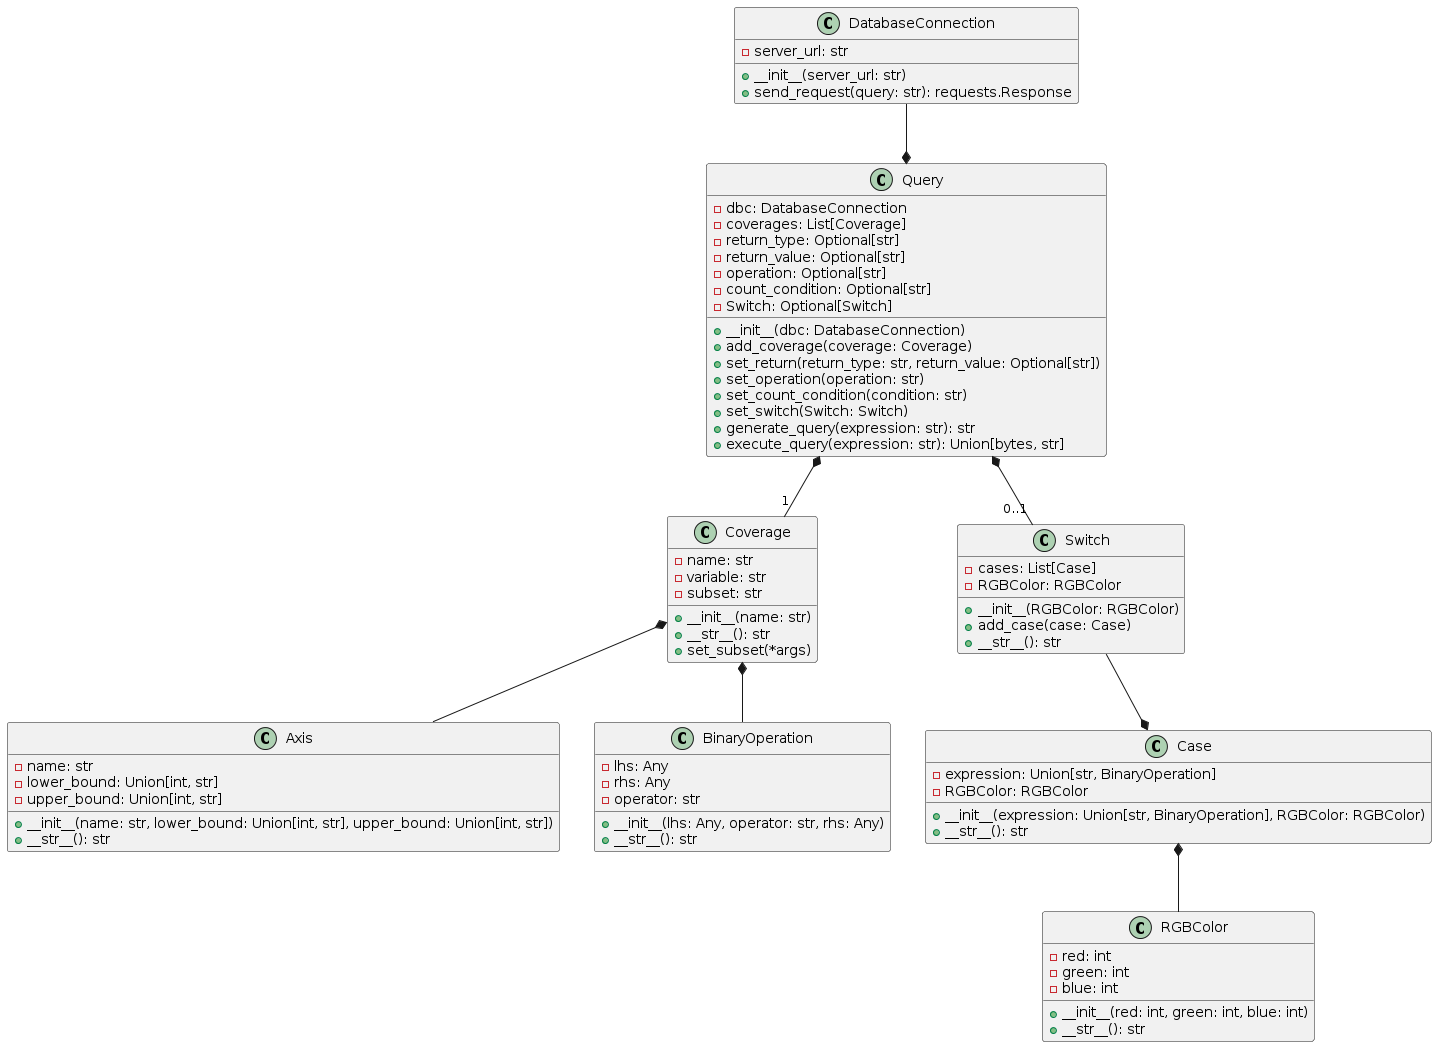 C DatabaseConnection
server_url: str
__init__(server_url: str)
send_request(query: str): requests.Response
C Query
dbc: DatabaseConnection
coverages: List[Coverage]
return_type: Optional[str]
return_value: Optional[str]
operation: Optional[str]
count_condition: Optional[str]
Switch: Optional[Switch]
__init__(dbc: DatabaseConnection)
add_coverage(coverage: Coverage)
set_return(return_type: str, return_value: Optional[str])
set_operation(operation: str)
set_count_condition(condition: str)
set_switch(Switch: Switch)
generate_query(expression: str): str
execute_query(expression: str): Union[bytes, str]
1
0..1
C Coverage
name: str
variable: str
subset: str
__init__(name: str)
__str__(): str
set_subset(*args)
C Switch
cases: List[Case]
RGBColor: RGBColor
__init__(RGBColor: RGBColor)
add_case(case: Case)
__str__(): str
C Axis
name: str
lower_bound: Union[int, str]
upper_bound: Union[int, str]
__init__(name: str, lower_bound: Union[int, str], upper_bound: Union[int, str])
__str__(): str
C BinaryOperation
lhs: Any
rhs: Any
operator: str
__init__(lhs: Any, operator: str, rhs: Any)
__str__(): str
C Case
expression: Union[str, BinaryOperation]
RGBColor: RGBColor
__init__(expression: Union[str, BinaryOperation], RGBColor: RGBColor)
__str__(): str
C RGBColor
red: int
green: int
blue: int
__init__(red: int, green: int, blue: int)
__str__(): str